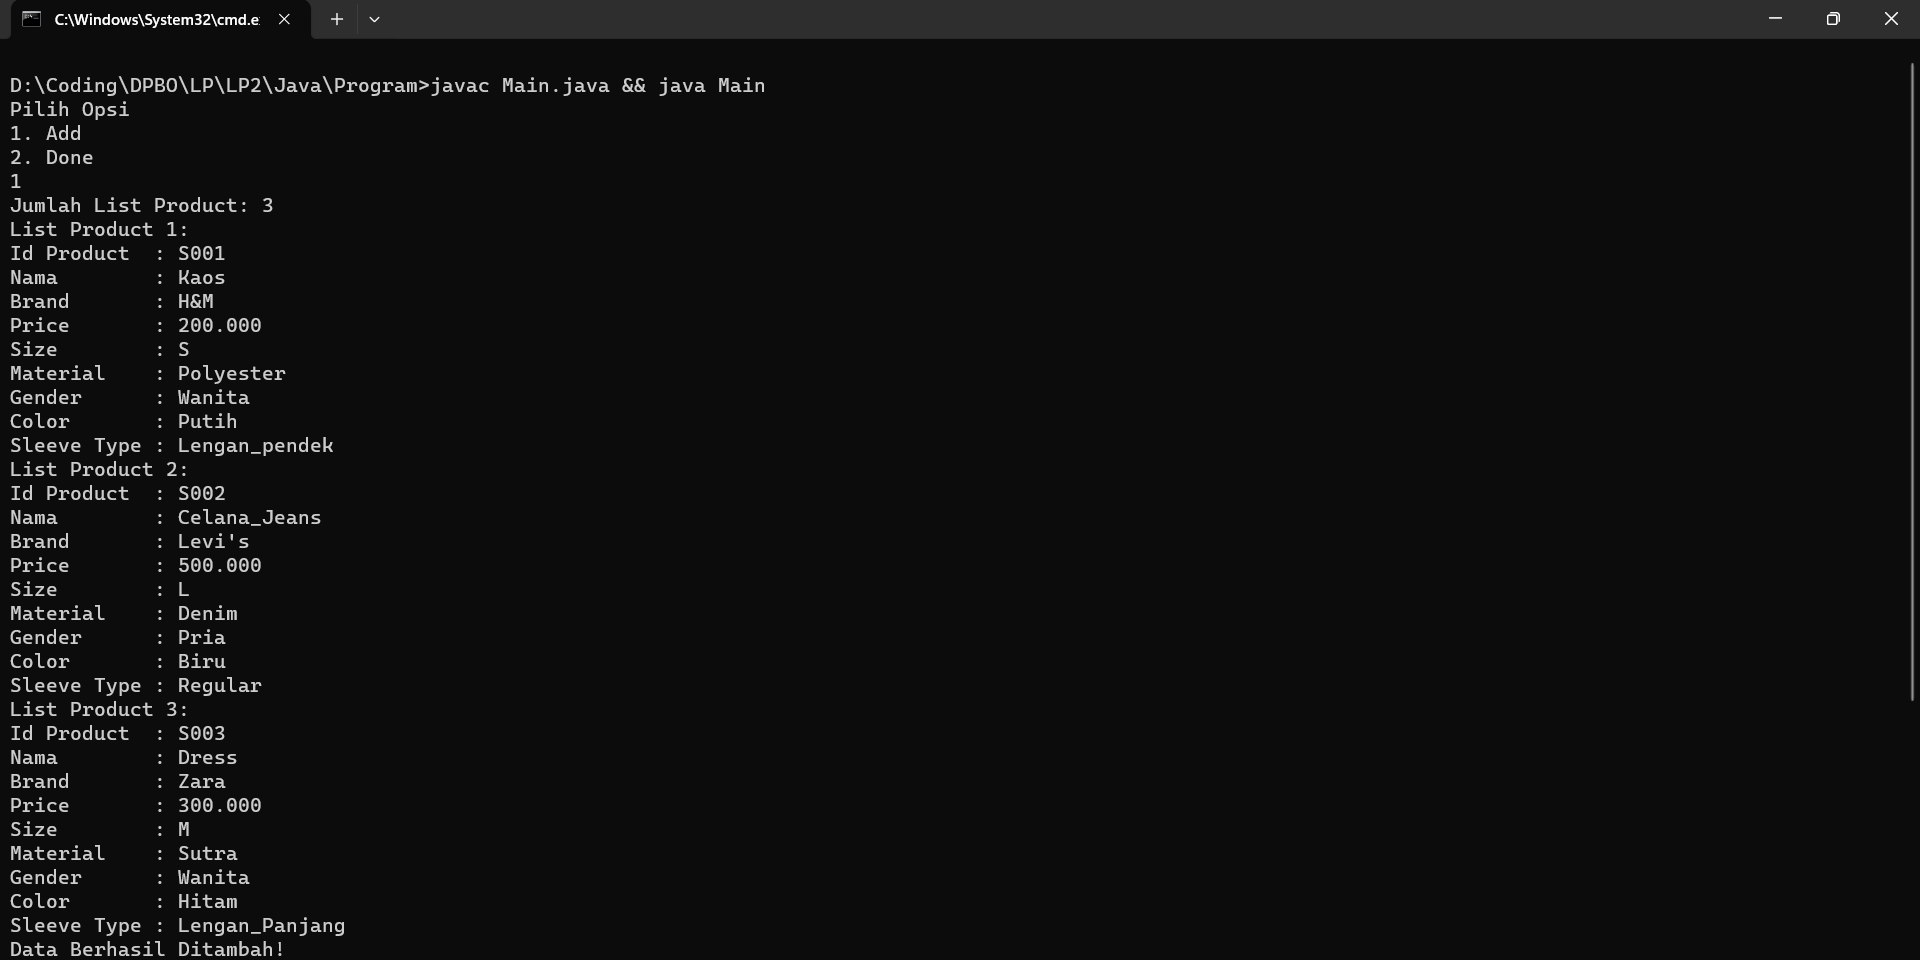 C:\Windows\System32\cmd.e
D:\Coding\DPBO\LP\LP2\Java\Program>javac Main.java && java Main
Pilih Opsi
1. Add
2. Done
1
Jumlah List Product: 3
List Product 1:
Id Product  : S001
Nama        : Kaos
Brand       : H&M
Price       : 200.000
Size        : S
Material    : Polyester
Gender      : Wanita
Color       : Putih
Sleeve Type : Lengan_pendek
List Product 2:
Id Product  : S002
Nama        : Celana_Jeans
Brand       : Levi's
Price       : 500.000
Size        : L
Material    : Denim
Gender      : Pria
Color       : Biru
Sleeve Type : Regular
List Product 3:
Id Product  : S003
Nama        : Dress
Brand       : Zara
Price       : 300.000
Size        : M
Material    : Sutra
Gender      : Wanita
Color       : Hitam
Sleeve Type : Lengan_Panjang
Data Berhasil Ditambah!